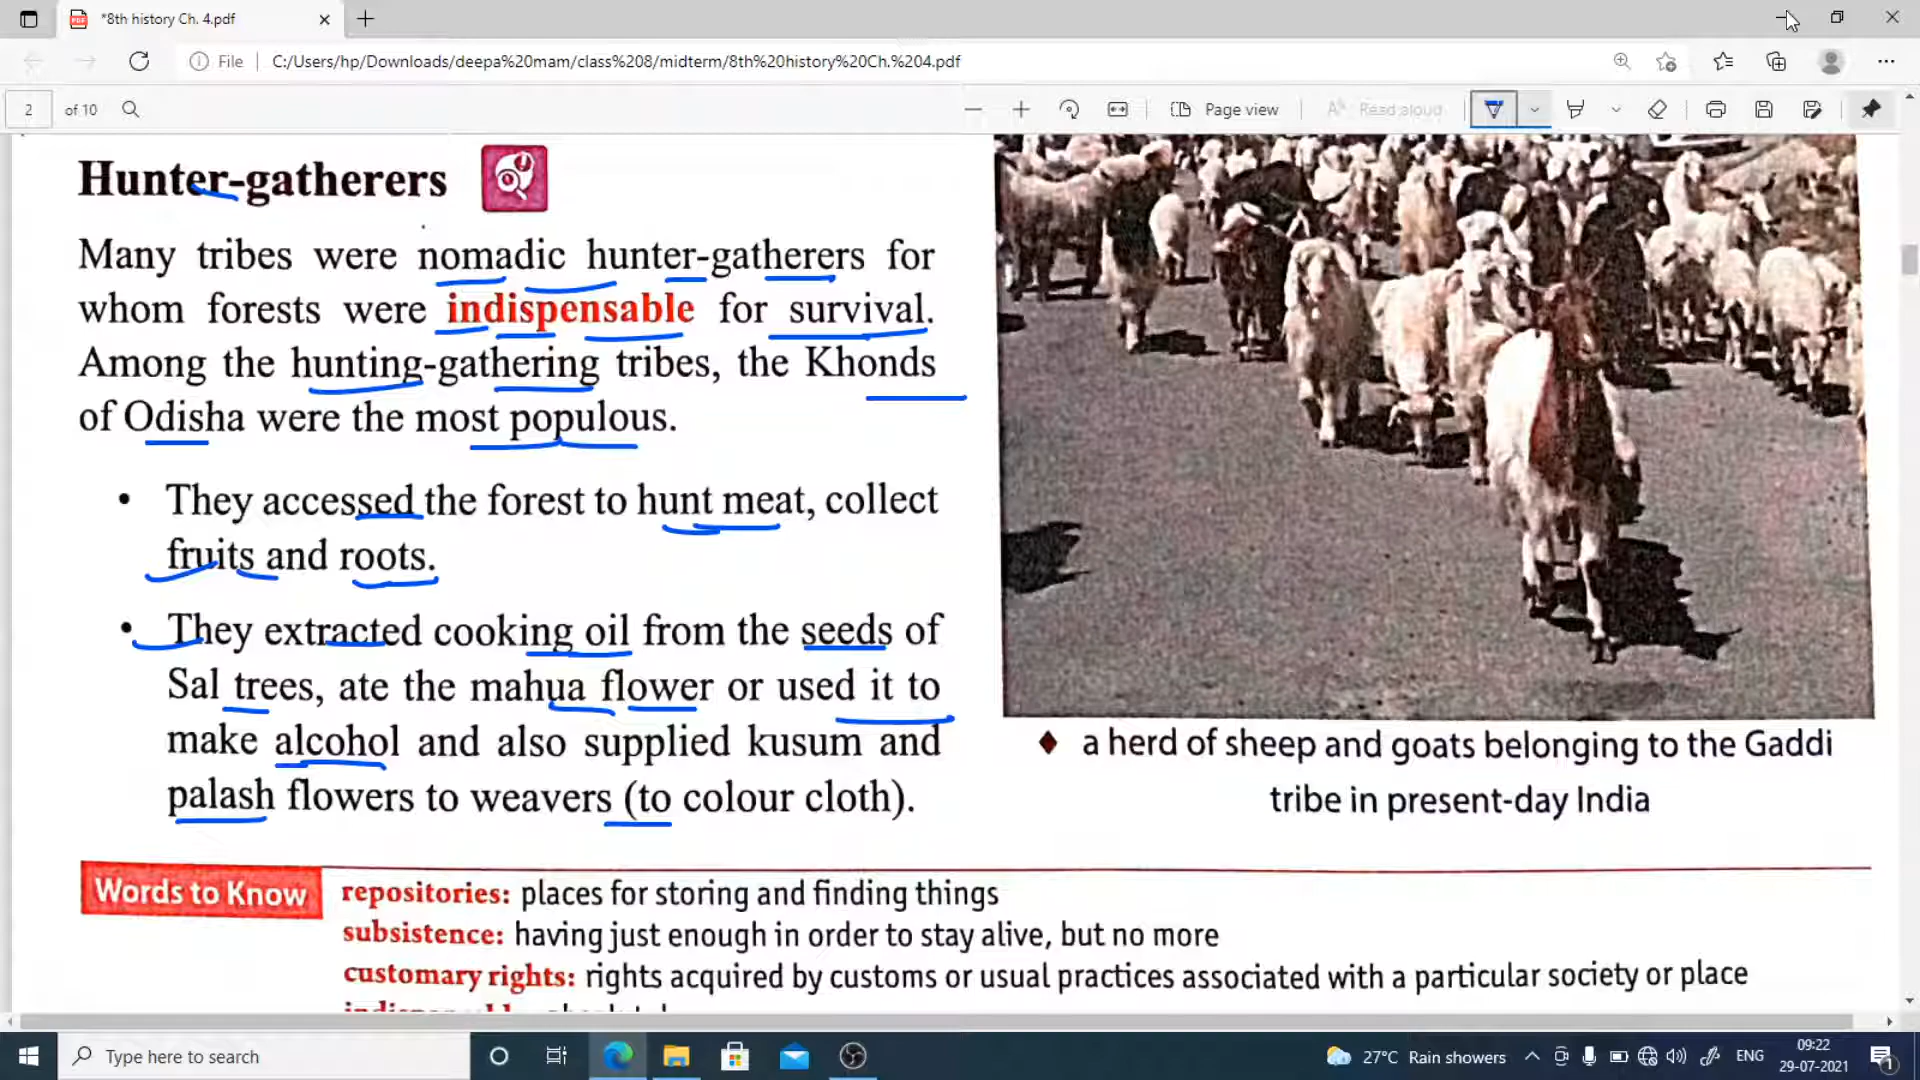 *8th history Ch. 4.pdf
File
C:/Users/hp/Downloads/deepa%20mam/class%208/midterm/8th%20history%20Ch.%204.pdf
2 of 10
Page view
Read aloud
Hunter-gatherers
Many tribes were nomadic hunter-gatherers for
whom forests were indispensable for survival.
Among the hunting-gathering tribes, the Khonds
of Odisha were the most populous.
• They accessed the forest to hunt meat, collect
fruits and roots.
• They extracted cooking oil from the seeds of
Sal trees, ate the mahua flower or used it to
make alcohol and also supplied kusum and
palash flowers to weavers (to colour cloth).
a herd of sheep and goats belonging to the Gaddi
tribe in present-day India
Words to Know
repositories: places for storing and finding things
subsistence: having just enough in order to stay alive, but no more
customary rights: rights acquired by customs or usual practices associated with a particular society or place
Type here to search
27°C Rain showers
ENG
09:22
29-07-2021
1